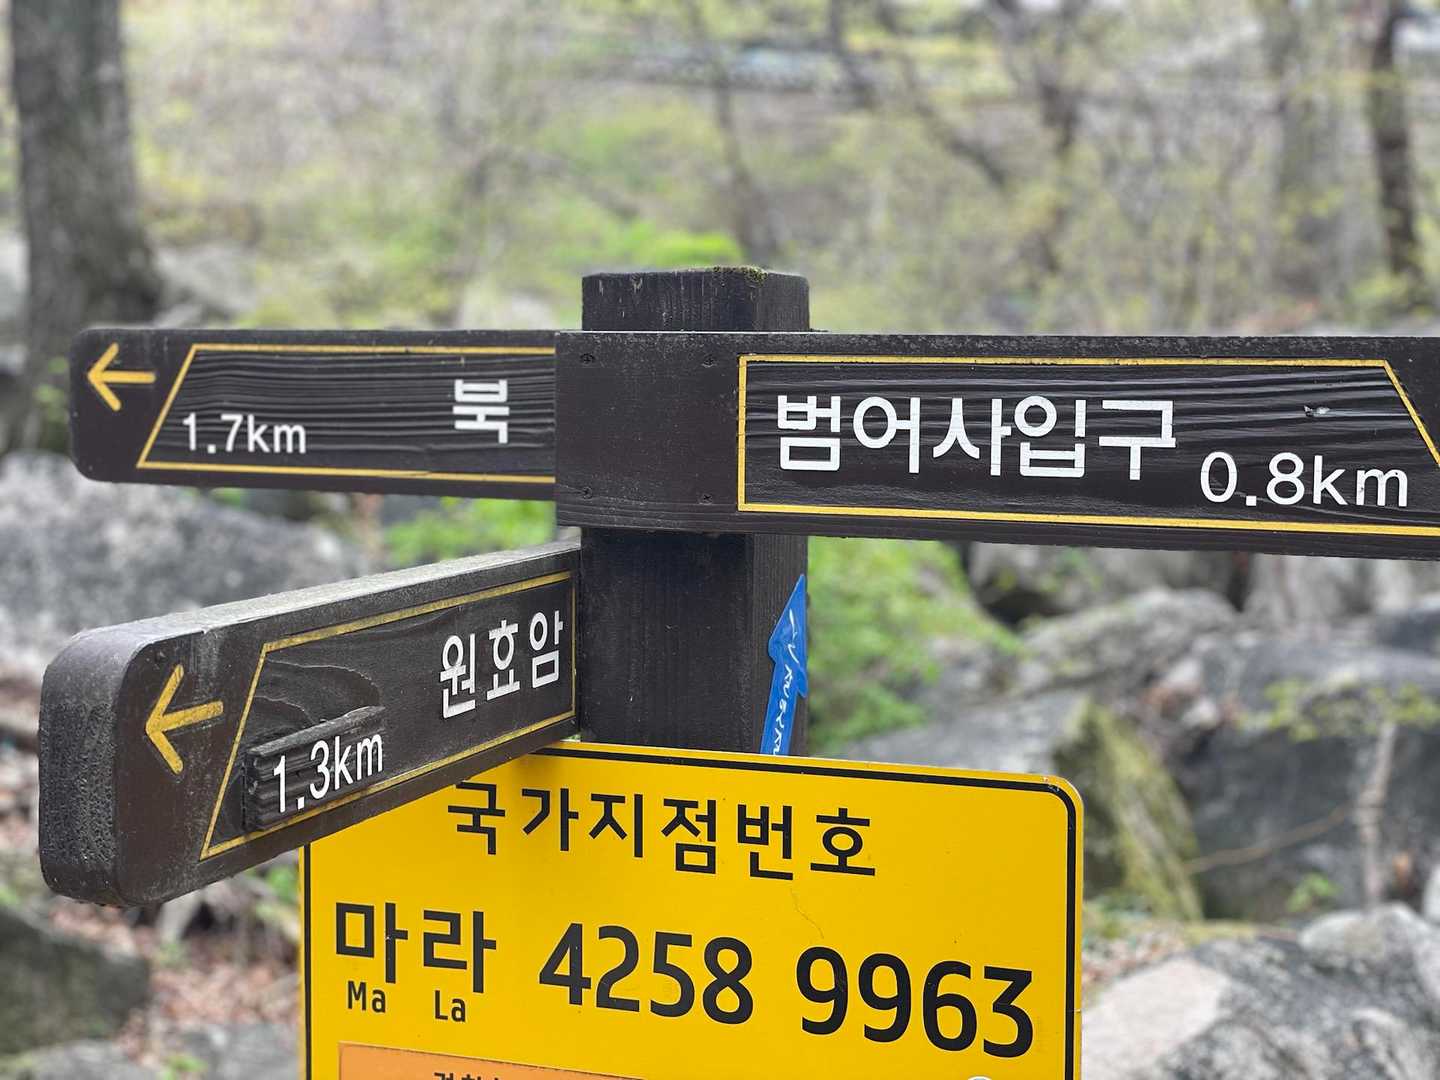 1.7km
범어사입구 0.8km
원효암
1.3km
국가지점번호
마라 4258 9963
Ma La